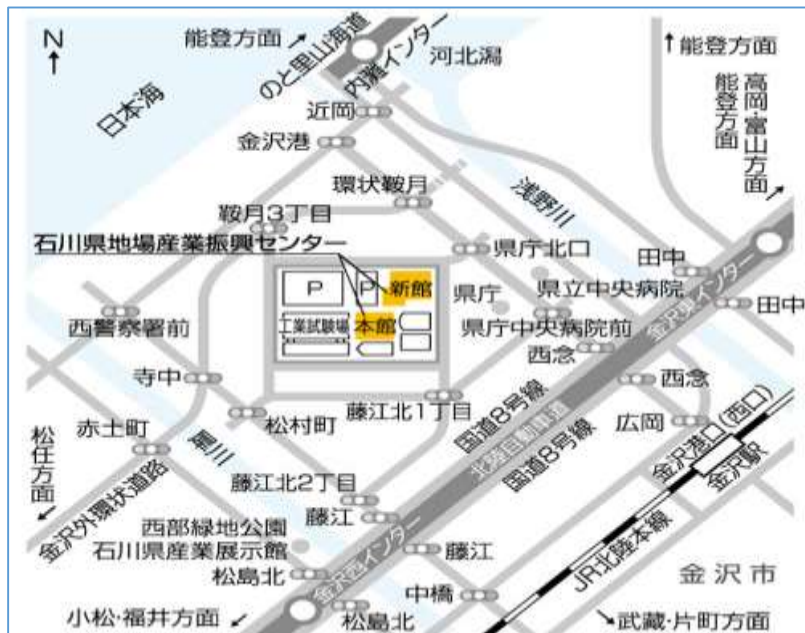 N
能登方面
のと里山海道
内灘インター
河北潟
能登方面
高岡・富山方面
能登方面
日本海
近岡
金沢港
環状鞍月
浅野川
鞍月3丁目
石川県地場産業振興センター
県庁北口
田中
P
P
新館
県庁
県立中央病院
金沢東インター
田中
西警察署前
工業試験場
本館
県庁中央病院前
西念
寺中
西念
藤江北1丁目
国道8号線
北陸自動車道
国道8号線
広岡
金沢港口(西口)
金沢駅
赤土町
松村町
犀川
松任方面
金沢外環状道路
藤江北2丁目
藤江
西部緑地公園
石川県産業展示館
藤江
JR北陸本線
松島北
金沢西インター
中橋
金沢市
小松・福井方面
松島北
武蔵・片町方面